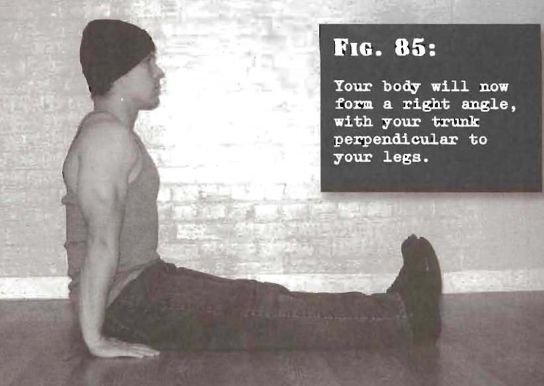 Fig. 85:
Your body will now
form a right angle,
with your trunk
perpendicular to
your legs.